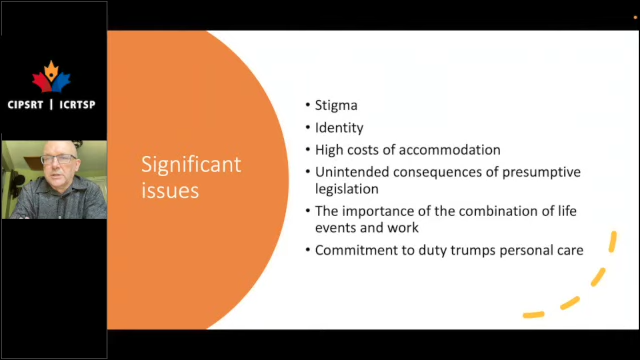 CIPSRT | ICRTSP
Significant
issues
• Stigma
• Identity
• High costs of accommodation
• Unintended consequences of presumptive
legislation
• The importance of the combination of life
events and work
• Commitment to duty trumps personal care